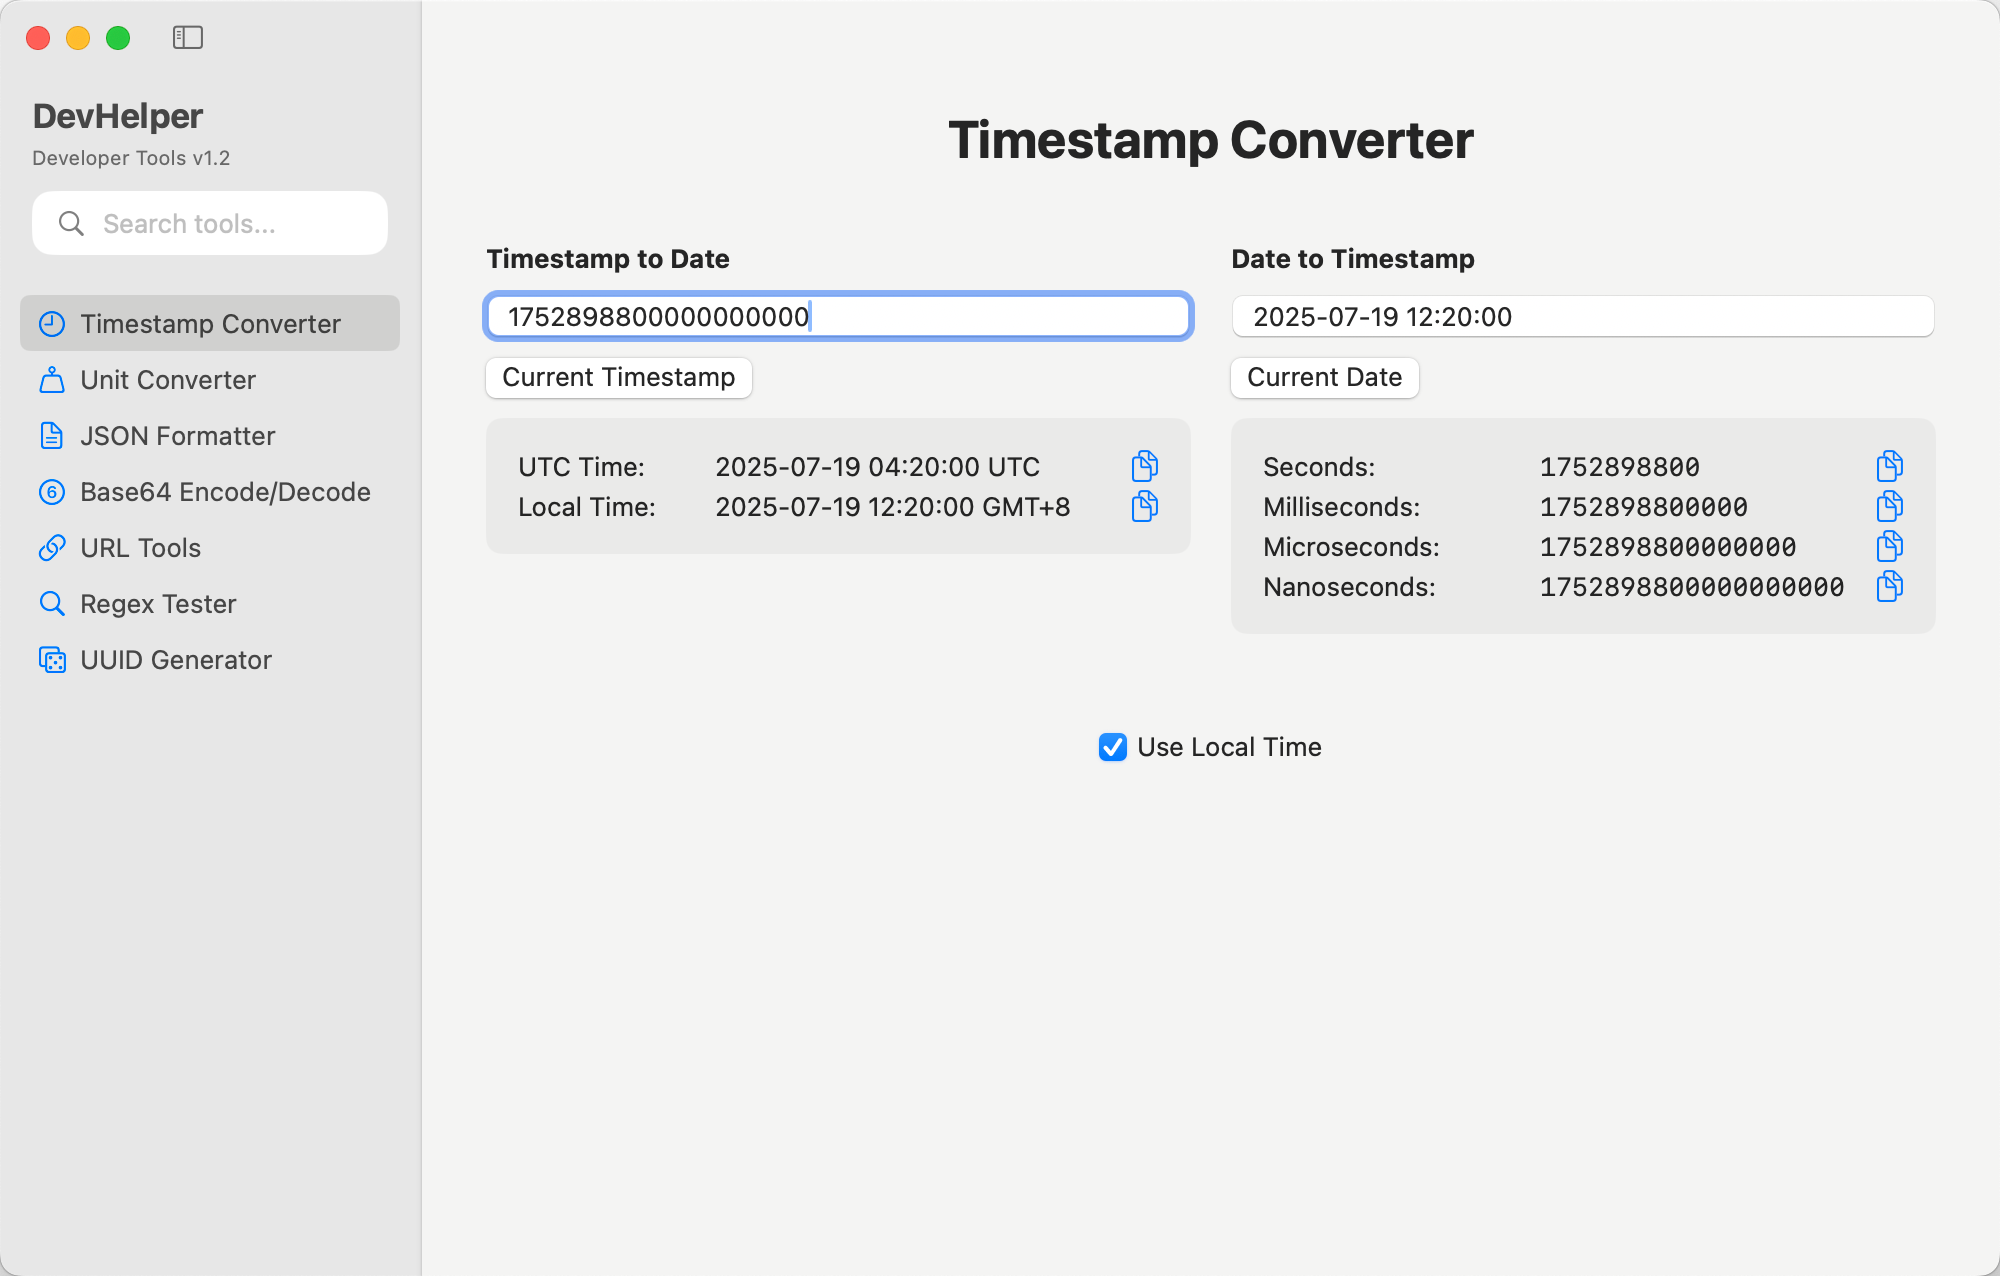 DevHelper
Developer Tools v1.2
Search tools...
Timestamp Converter
Unit Converter
JSON Formatter
6 Base64 Encode/Decode
URL Tools
Regex Tester
UUID Generator
Timestamp Converter
Timestamp to Date
1752898800000000000
Current Timestamp
UTC Time: 2025-07-19 04:20:00 UTC
Local Time: 2025-07-19 12:20:00 GMT+8
Date to Timestamp
2025-07-19 12:20:00
Current Date
Seconds: 1752898800
Milliseconds: 1752898800000
Microseconds: 1752898800000000
Nanoseconds: 1752898800000000000
Use Local Time